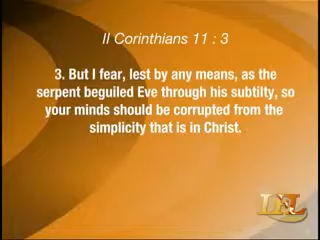 II Corinthians 11 : 3
3. But I fear, lest by any means, as the
serpent beguiled Eve through his subtilty, so
your minds should be corrupted from the
simplicity that is in Christ.